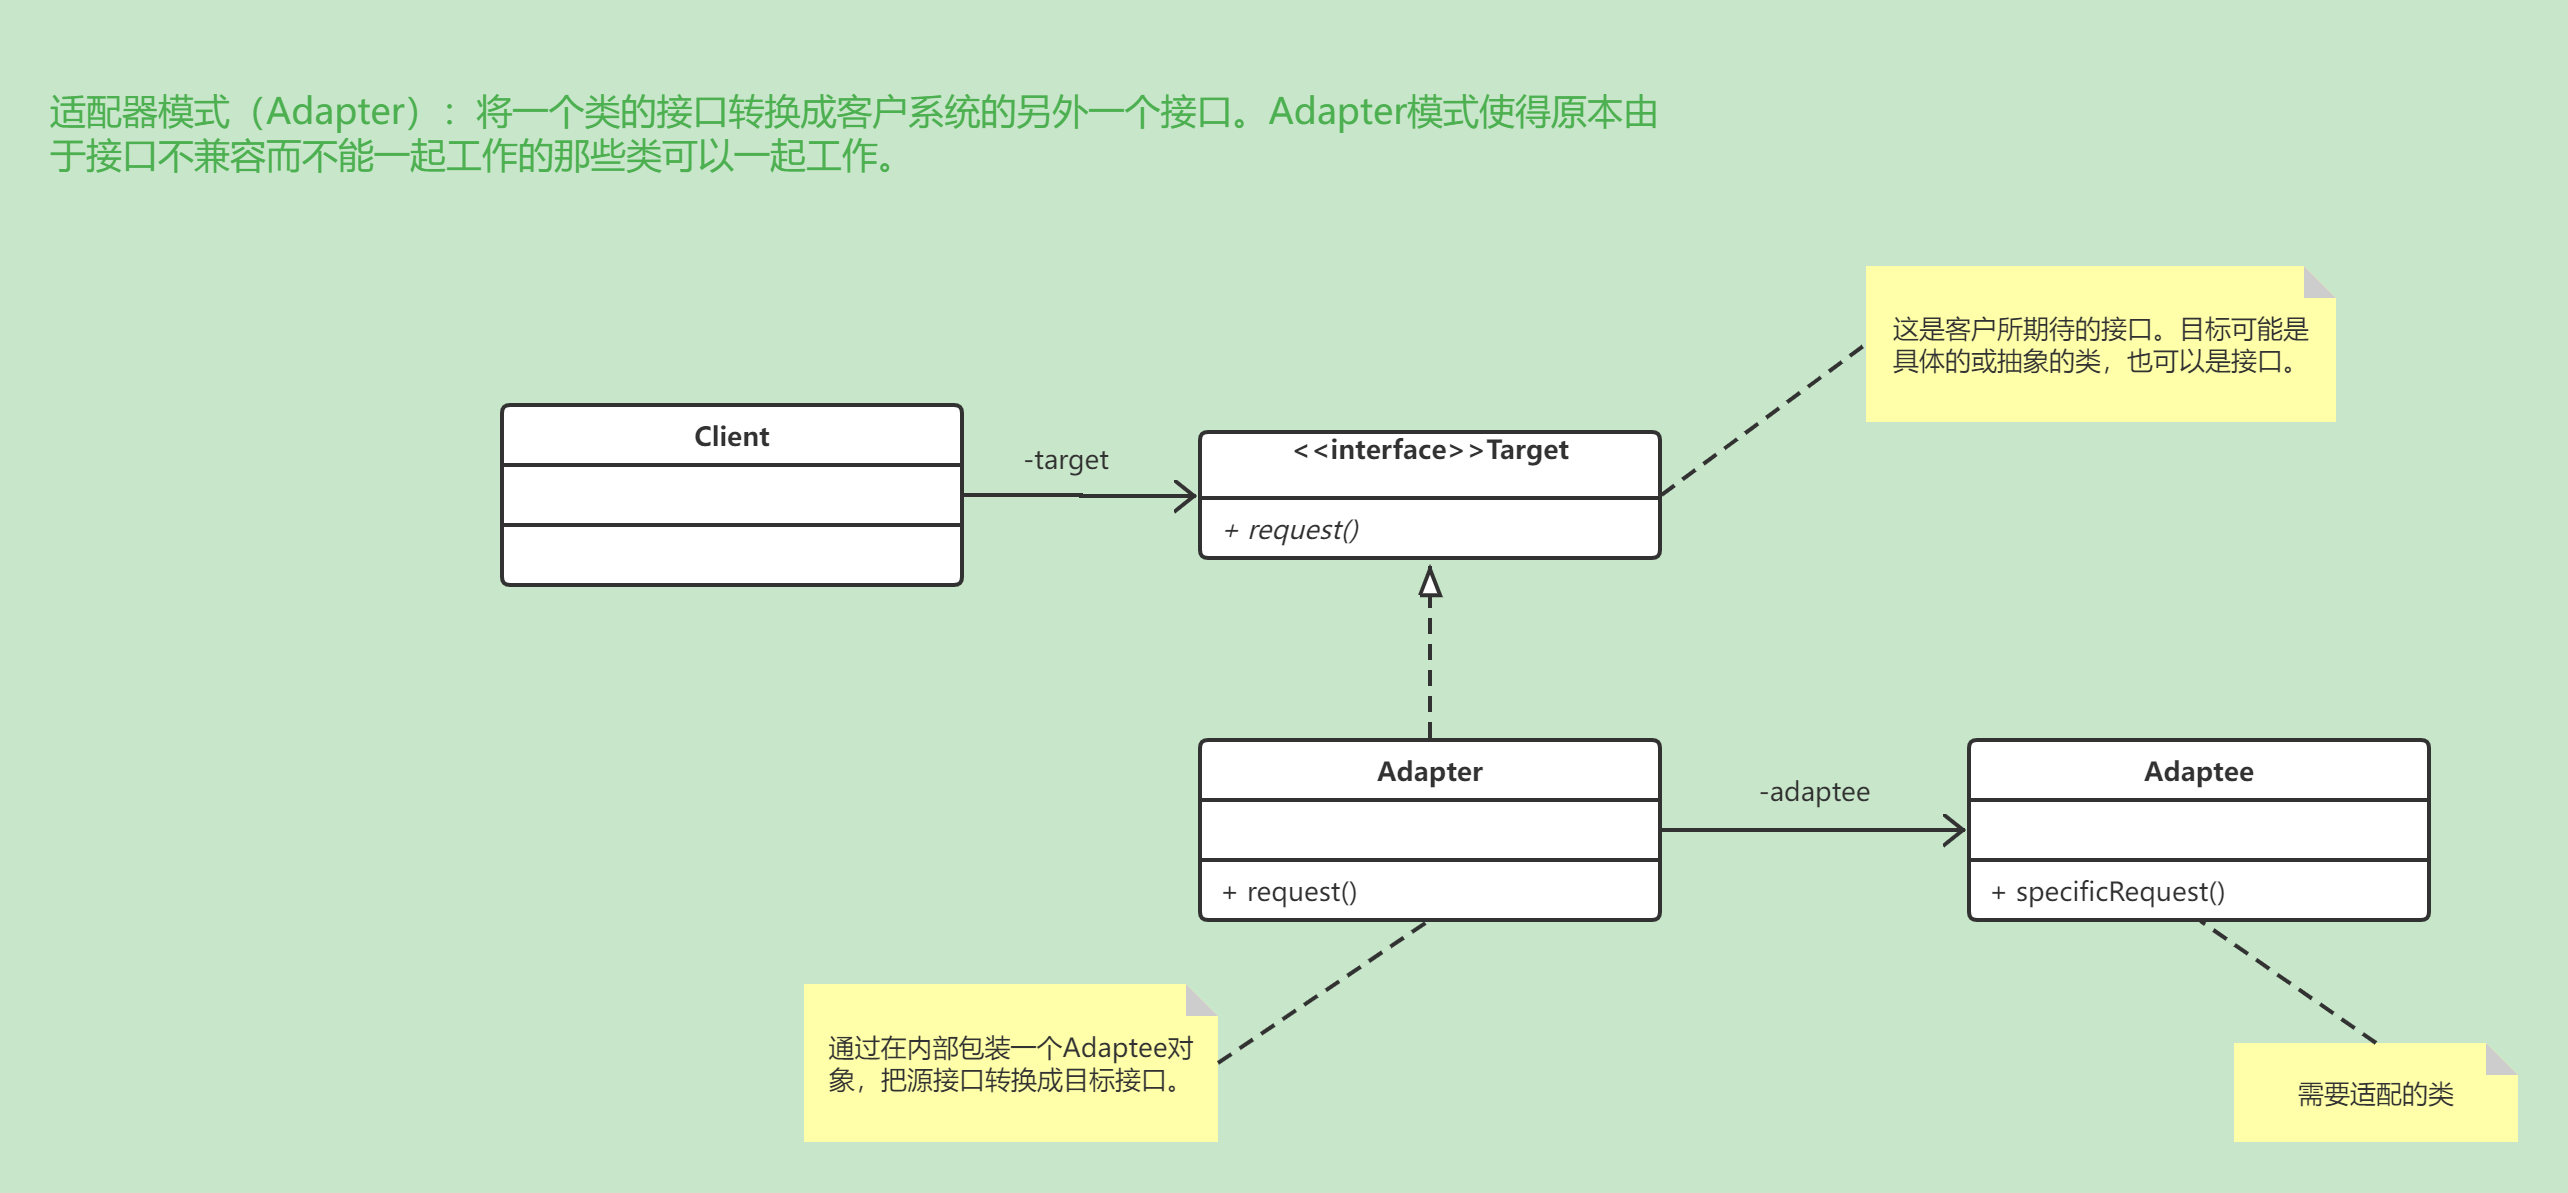 适配器模式（Adapter）：将一个类的接口转换成客户系统的另外一个接口。Adapter模式使得原本由
于接口不兼容而不能一起工作的那些类可以一起工作。
这是客户所期待的接口。目标可能是
具体的或抽象的类，也可以是接口。
Client
-target
<<interface>>Target
+ request()
Adapter
-adaptee
Adaptee
+ request()
+ specificRequest()
通过在内部包装一个Adaptee对
象，把源接口转换成目标接口。
需要适配的类